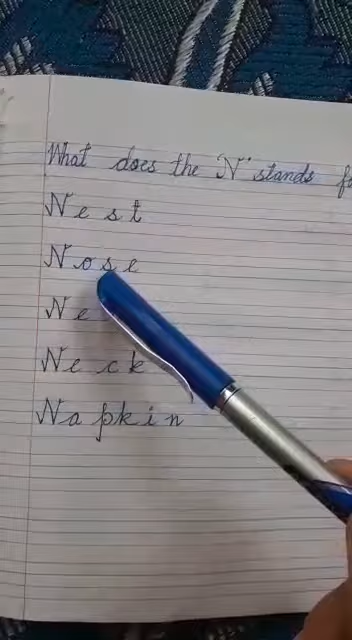 What does the "N" stands
Nest
Nose
Neck
Napkin